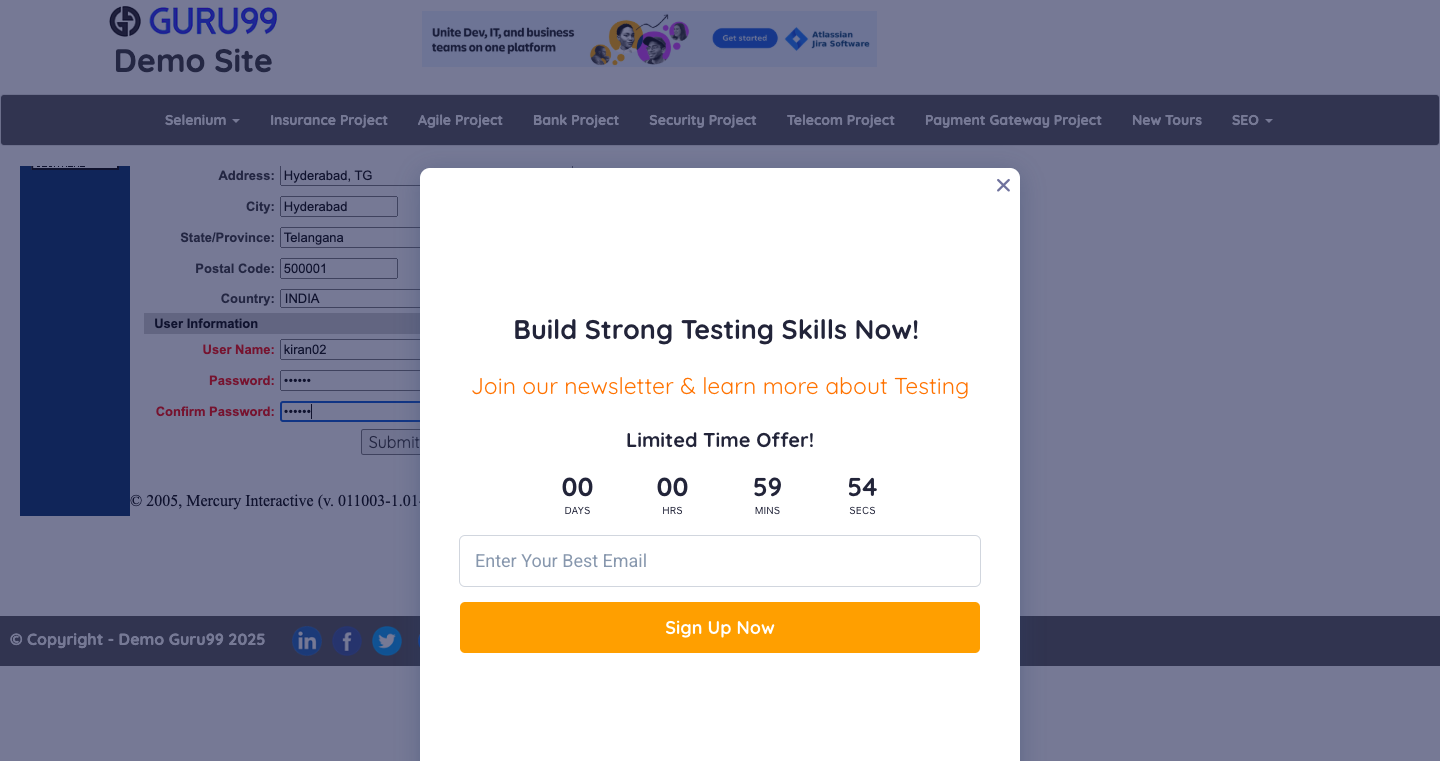 GURU99
Demo Site
Unite Dev, IT, and business
teams on one platform
Get started
Atlassian
Jira Software
Selenium Insurance Project Agile Project Bank Project Security Project Telecom Project Payment Gateway Project New Tours SEO
Address: Hyderabad, TG
City: Hyderabad
State/Province: Telangana
Postal Code: 500001
Country: INDIA
User Information
User Name: kiran02
Password: ••••••
Confirm Password: ••••••
Submit
© 2005, Mercury Interactive (v. 011003-1.01-
Build Strong Testing Skills Now!
Join our newsletter & learn more about Testing
Limited Time Offer!
00 00 59 54
DAYS HRS MINS SECS
Enter Your Best Email
Sign Up Now
© Copyright - Demo Guru99 2025